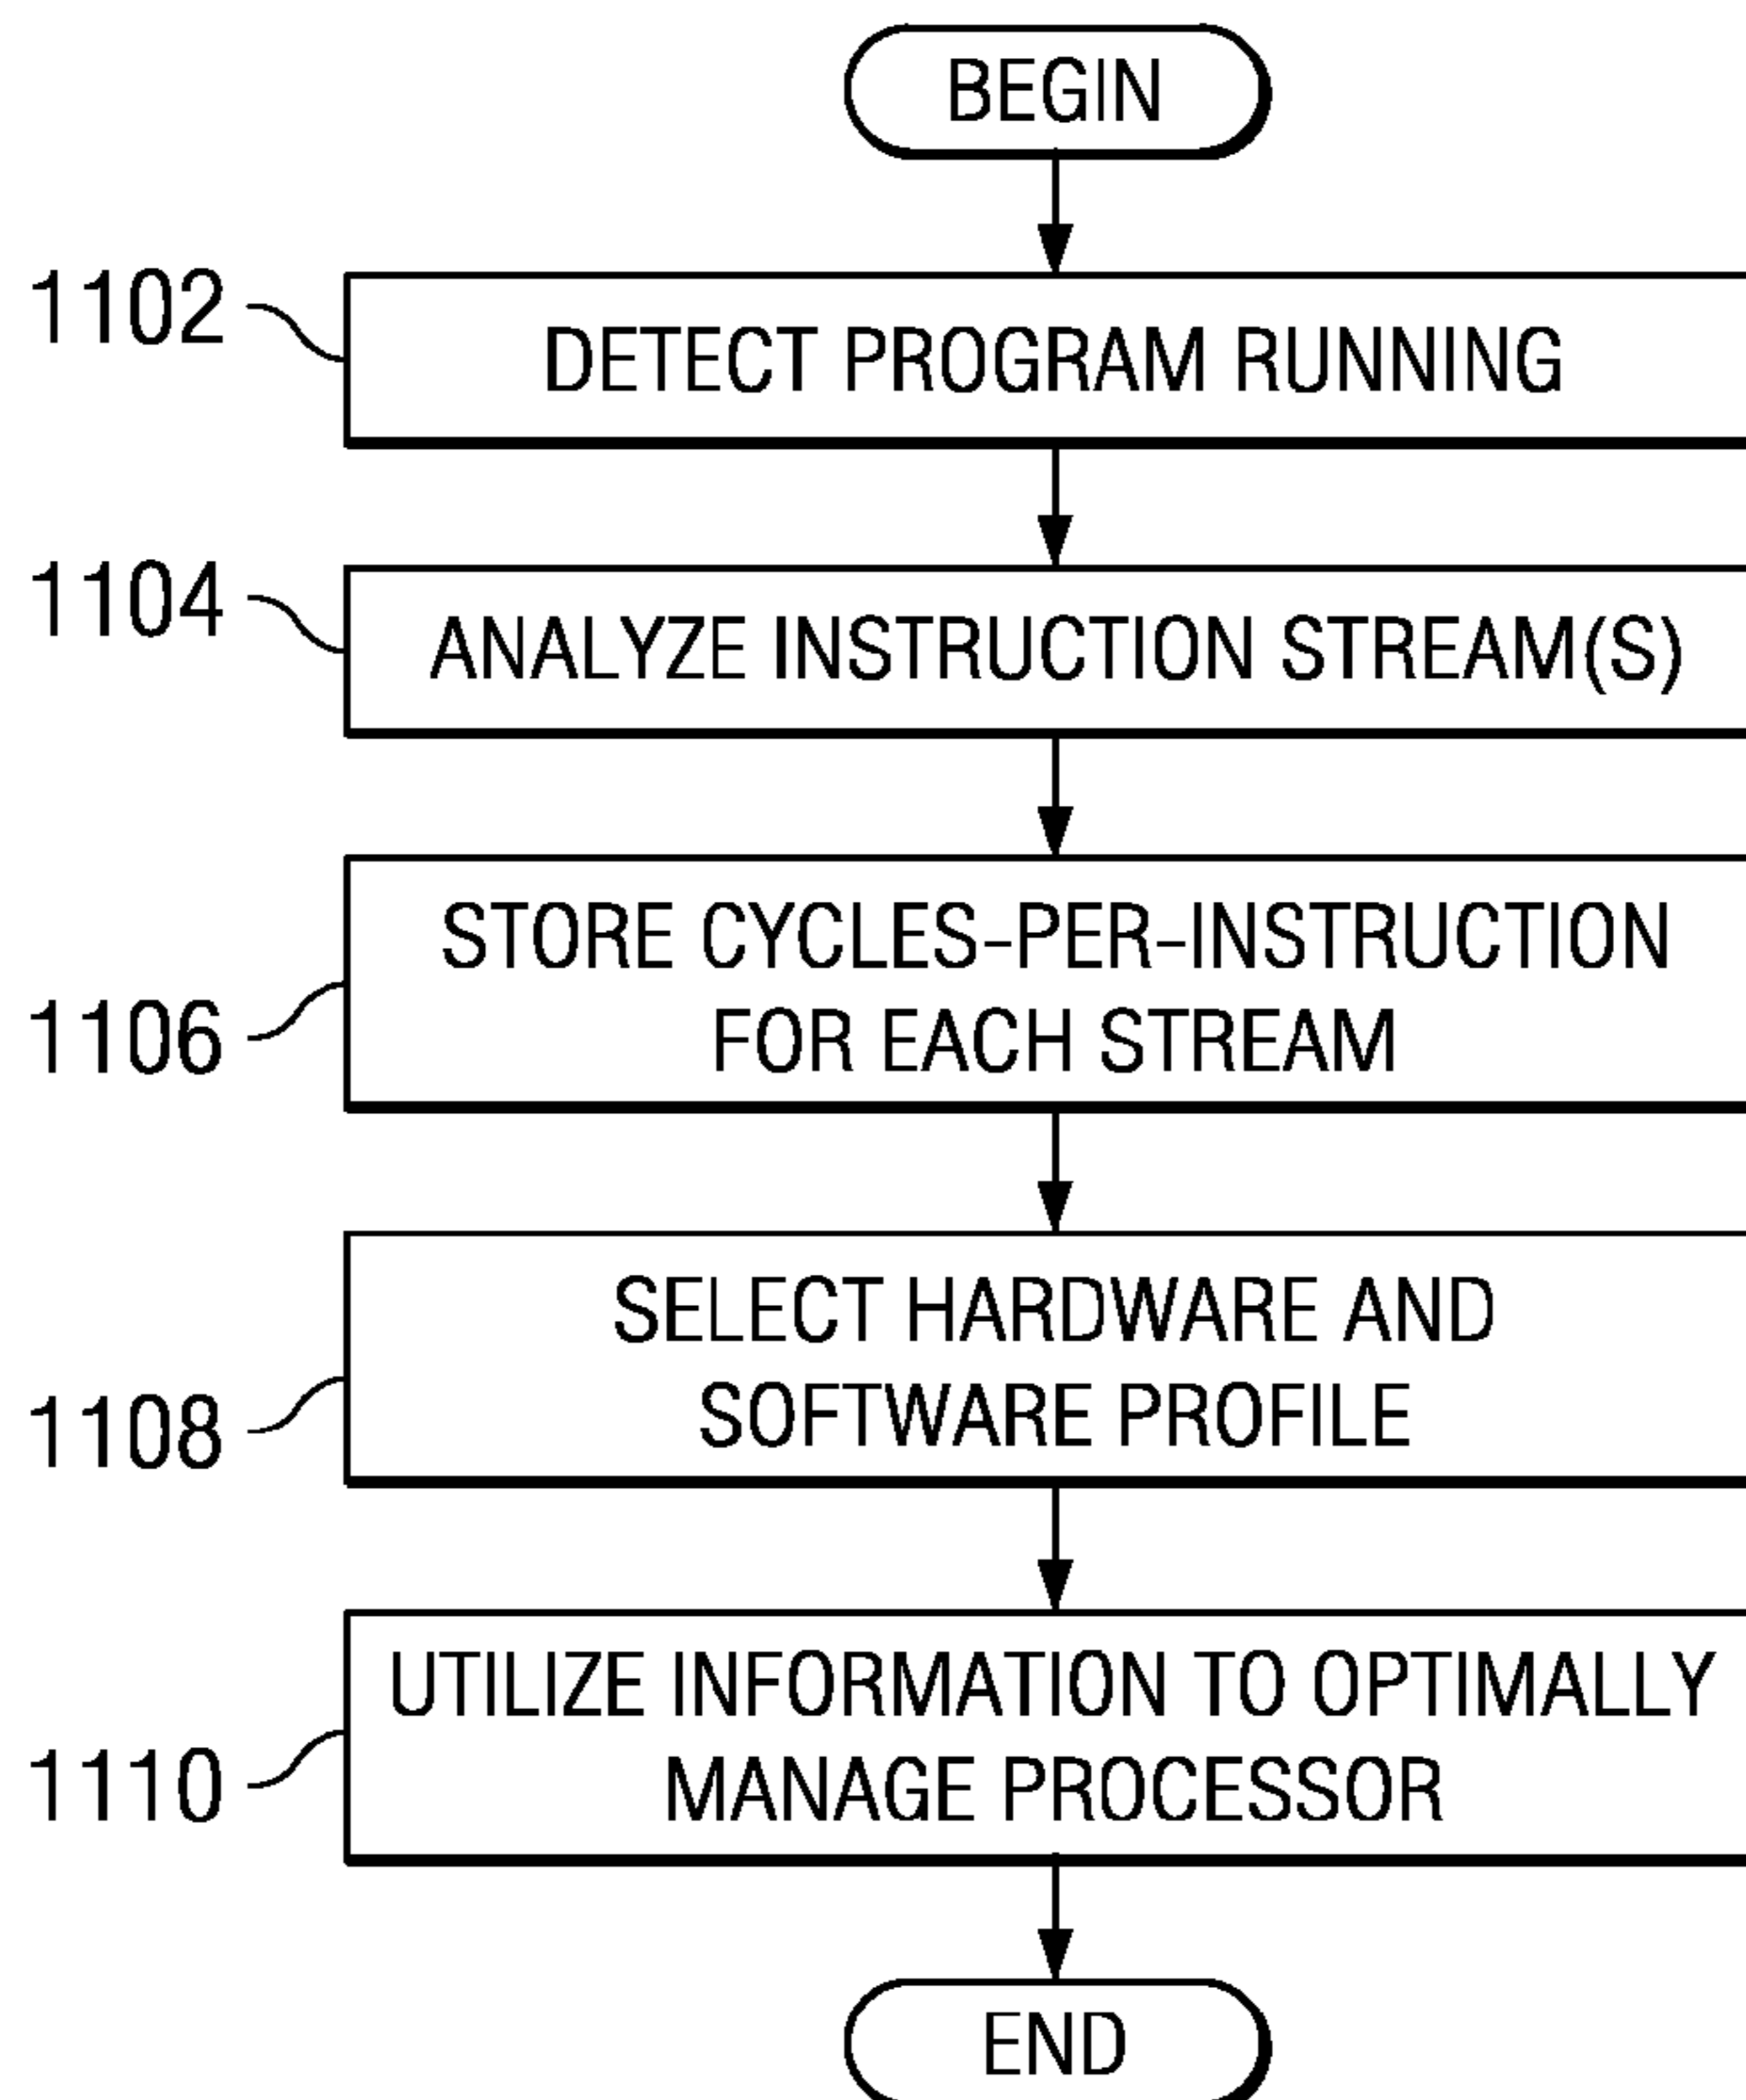 BEGIN
1102
DETECT PROGRAM RUNNING
1104
ANALYZE INSTRUCTION STREAM(S)
STORE CYCLES-PER-INSTRUCTION
FOR EACH STREAM
1106
SELECT HARDWARE AND
SOFTWARE PROFILE
1108
UTILIZE INFORMATION TO OPTIMALLY
MANAGE PROCESSOR
1110
END